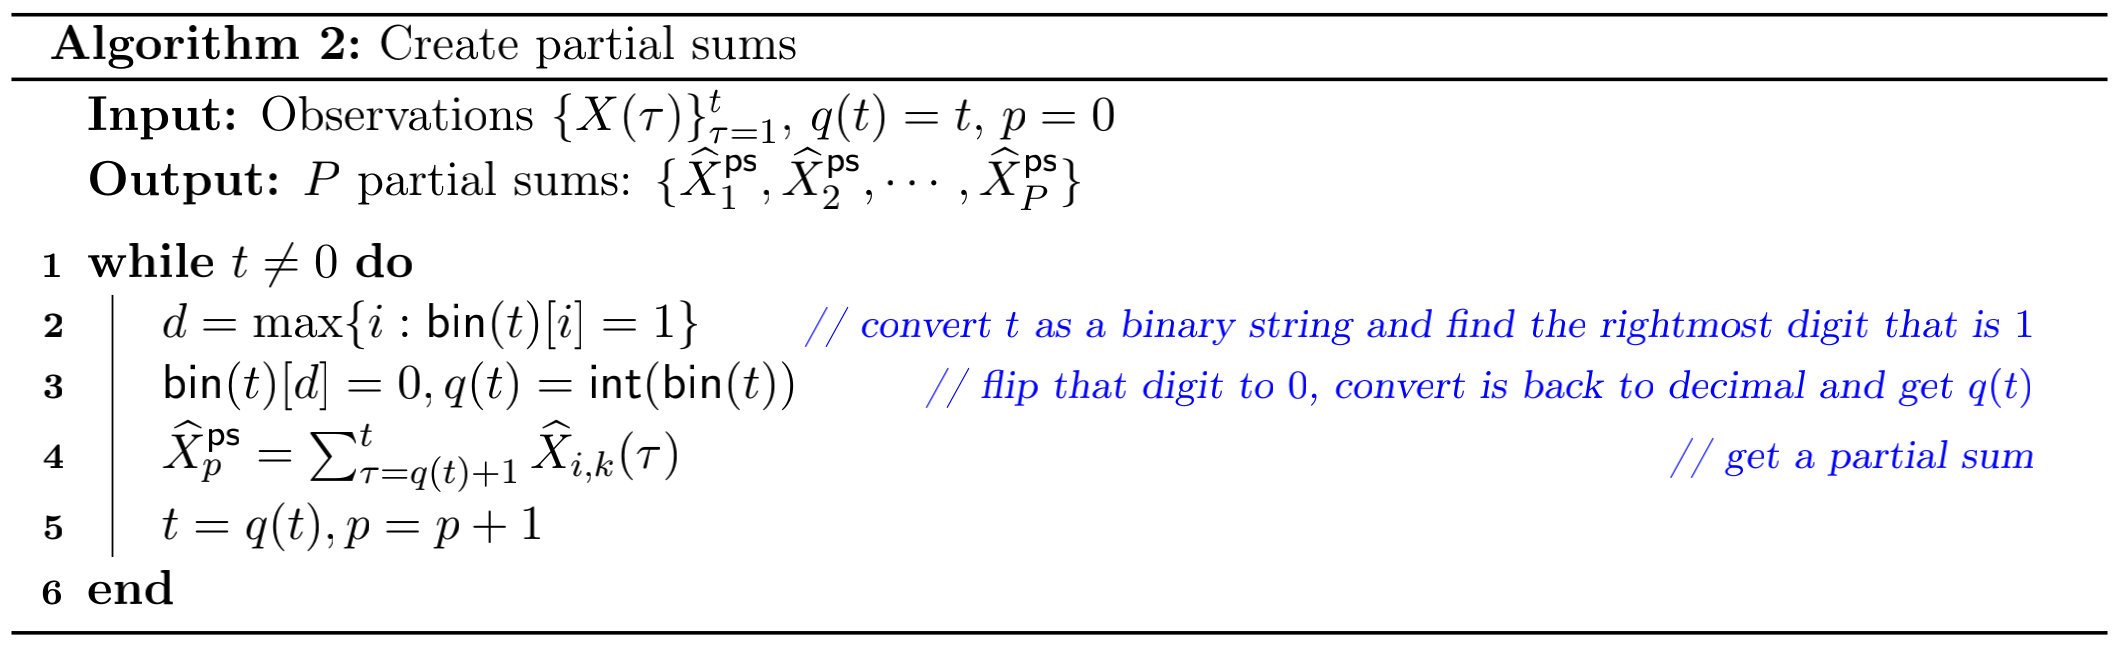 Algorithm 2: Create partial sums
Input: Observations $\{X(\tau)\}_{\tau=1}^{t}$, $q(t) = t$, $p = 0$
Output: $P$ partial sums: $\{\widehat{X}_1^{\mathsf{ps}}, \widehat{X}_2^{\mathsf{ps}}, \cdots, \widehat{X}_P^{\mathsf{ps}}\}$
1 while $t \neq 0$ do
2 $d = \max\{i : \mathsf{bin}(t)[i] = 1\}$ // convert t as a binary string and find the rightmost digit that is 1
3 $\mathsf{bin}(t)[d] = 0, q(t) = \mathsf{int}(\mathsf{bin}(t))$ // flip that digit to 0, convert is back to decimal and get q(t)
4 $\widehat{X}_p^{\mathsf{ps}} = \sum_{\tau=q(t)+1}^{t} \widehat{X}_{i,k}(\tau)$ // get a partial sum
5 $t = q(t), p = p + 1$
6 end